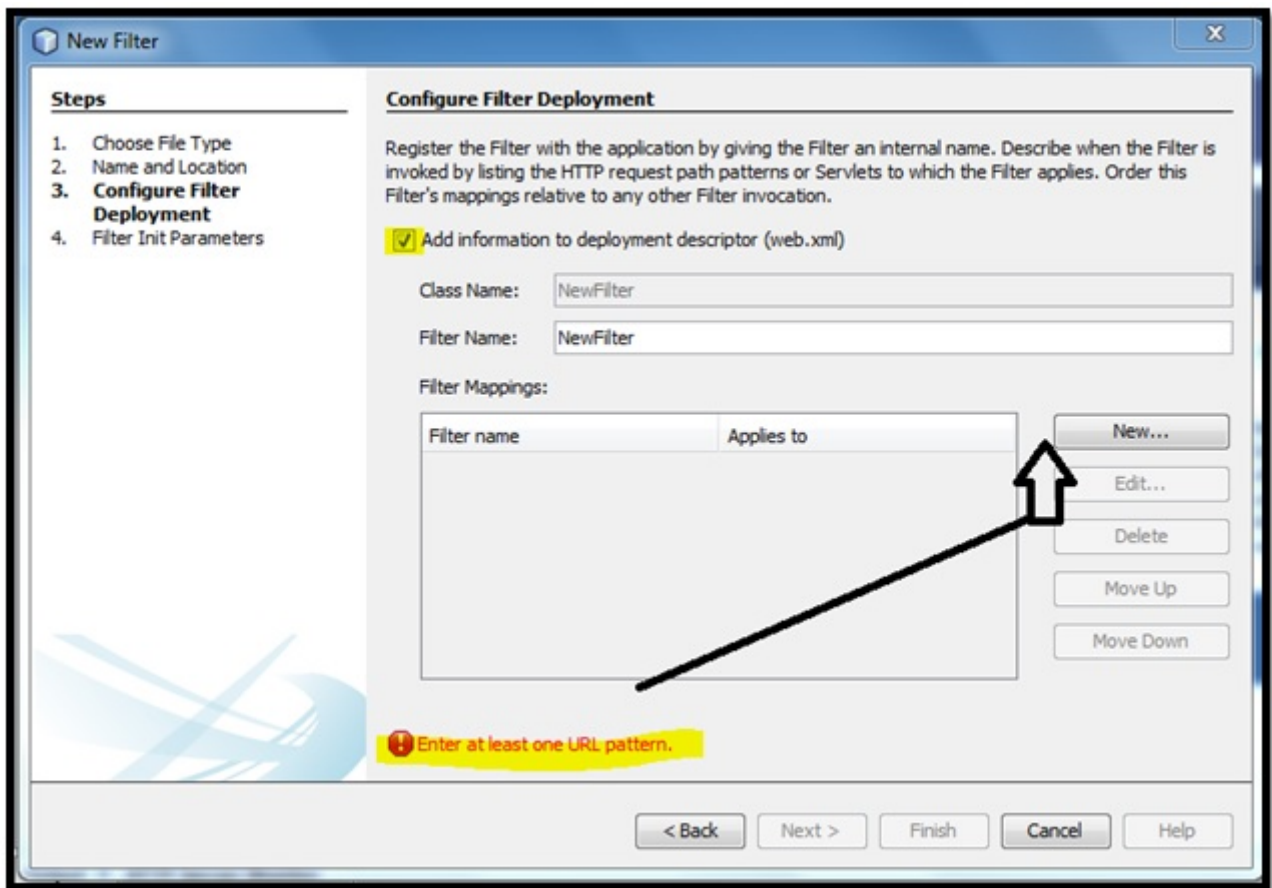 New Filter
Steps
1. Choose File Type
2. Name and Location
3. Configure Filter
Deployment
4. Filter Init Parameters
Configure Filter Deployment
Register the Filter with the application by giving the Filter an internal name. Describe when the Filter is
invoked by listing the HTTP request path patterns or Servlets to which the Filter applies. Order this
Filter's mappings relative to any other Filter invocation.
Add information to deployment descriptor (web.xml)
Class Name: NewFilter
Filter Name: NewFilter
Filter Mappings:
Filter name Applies to
New...
Edit...
Delete
Move Up
Move Down
Enter at least one URL pattern.
< Back Next > Finish Cancel Help